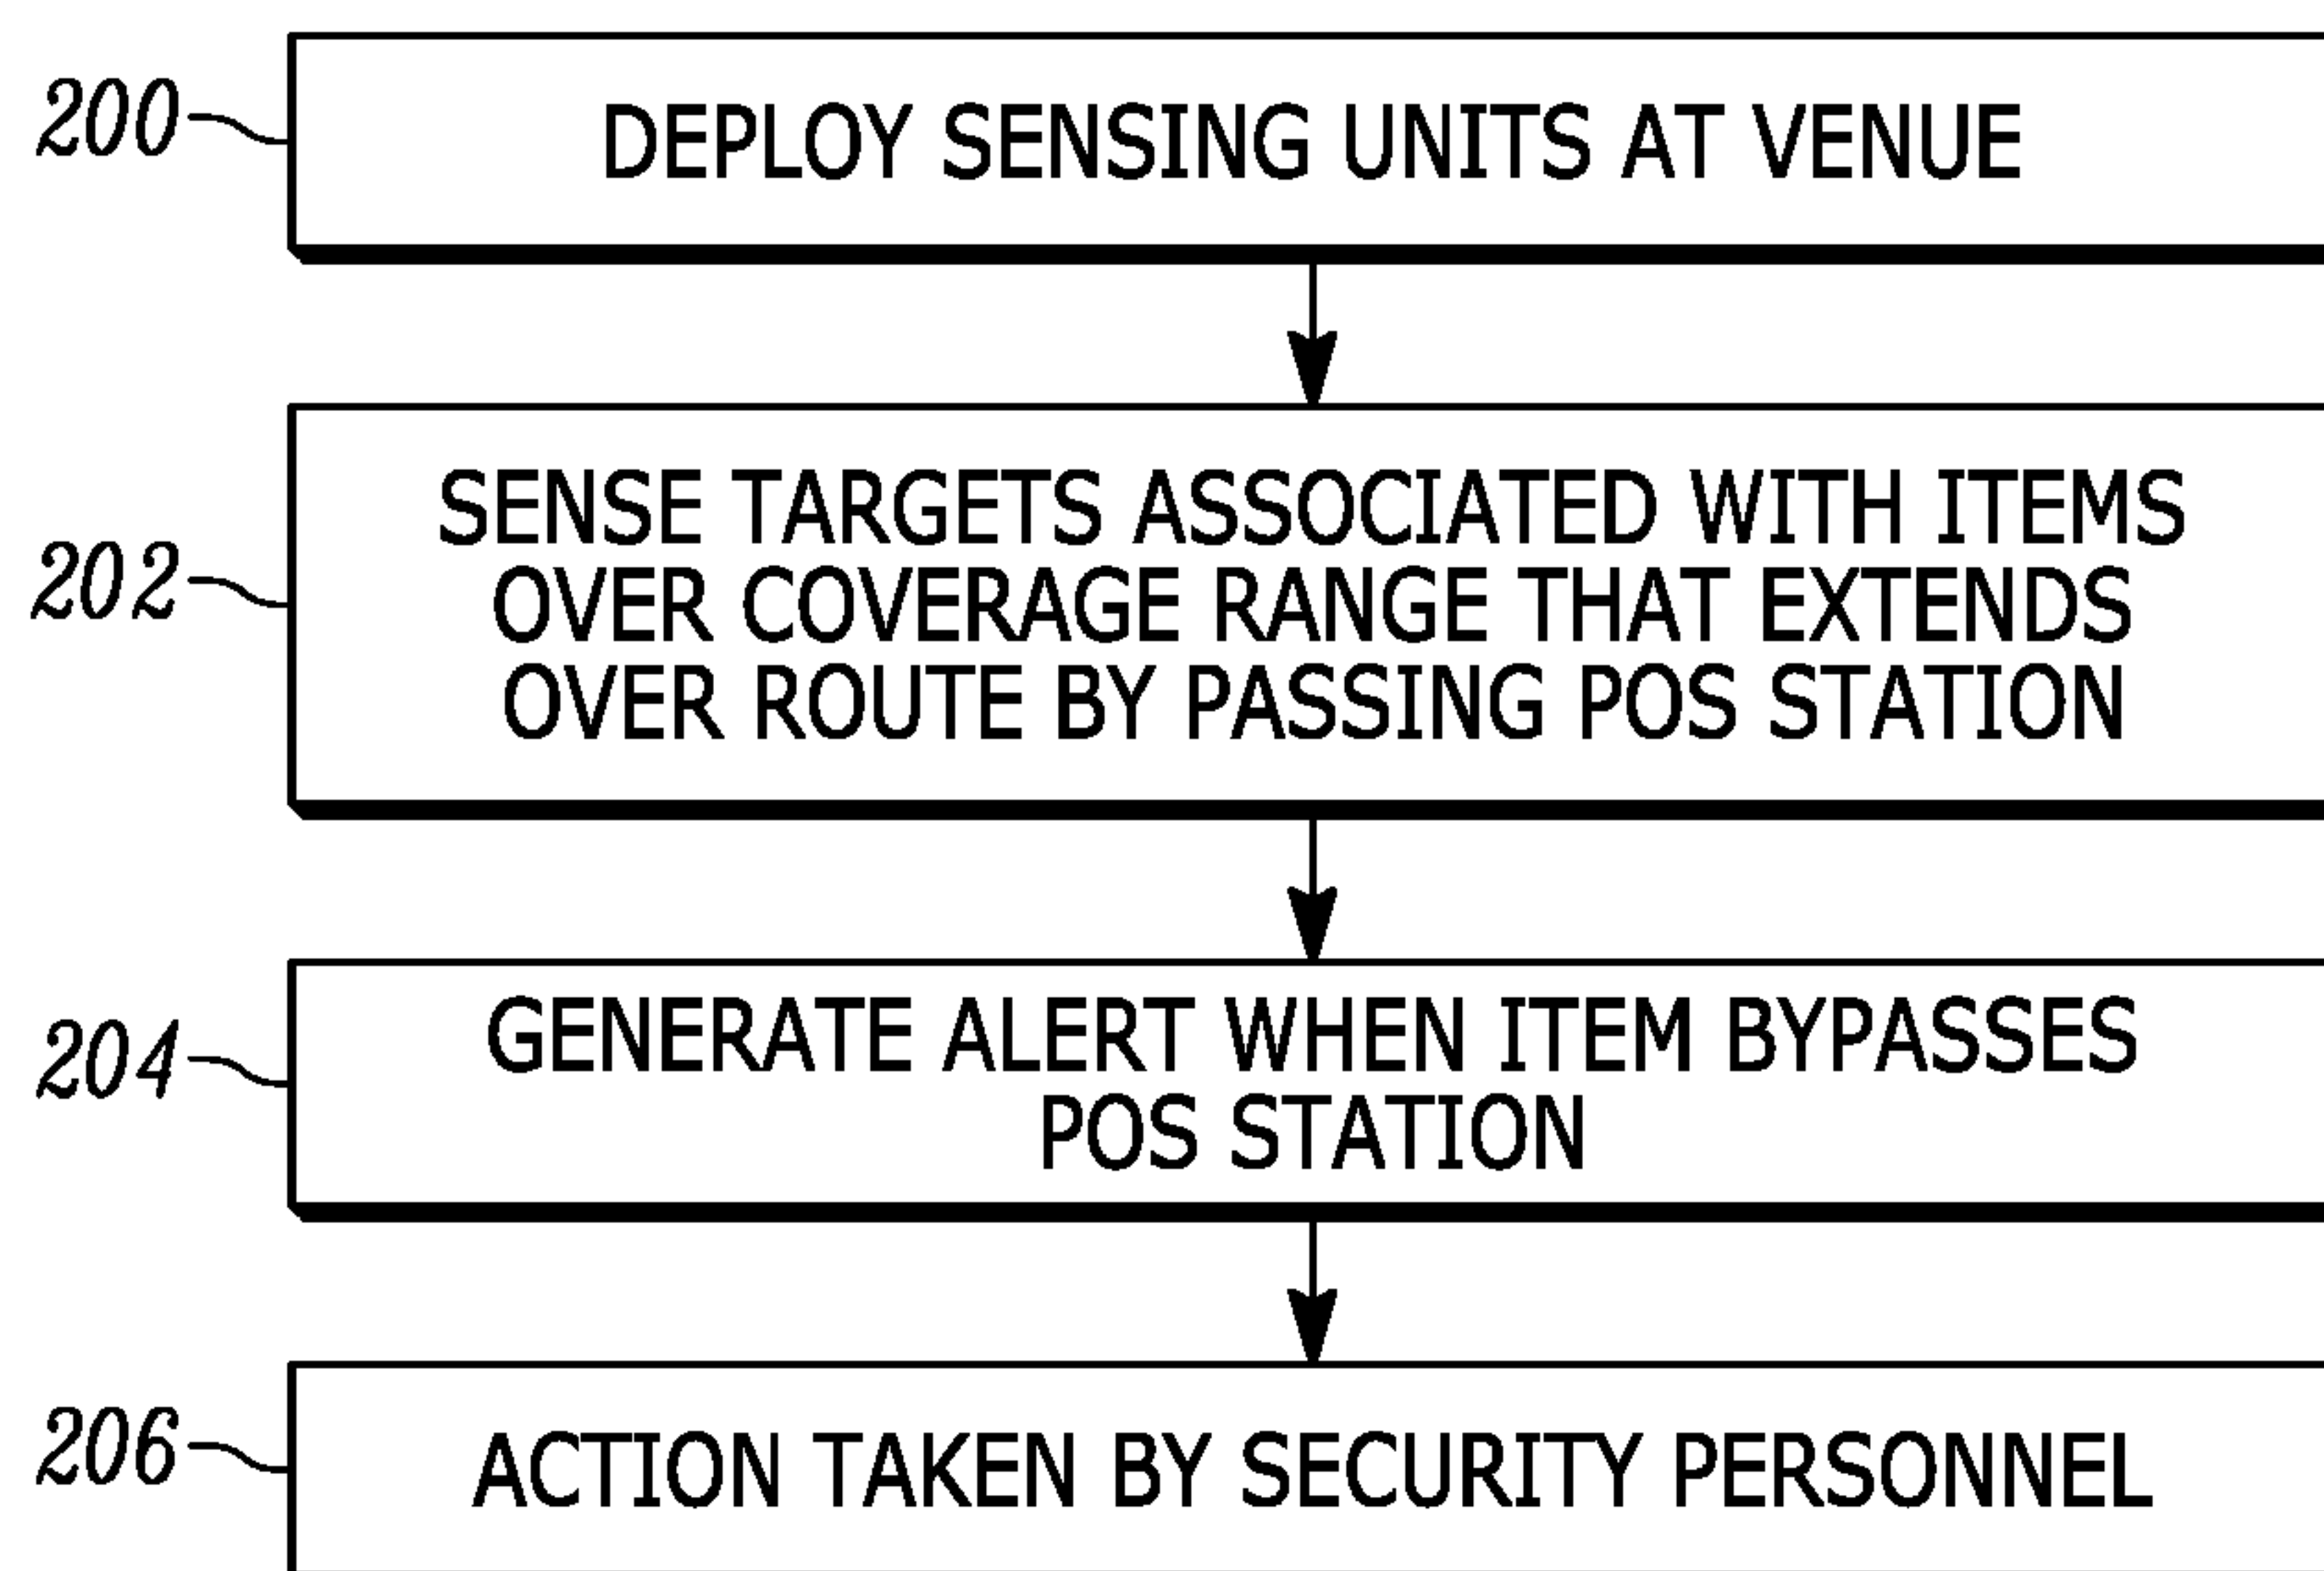 200
DEPLOY SENSING UNITS AT VENUE
202
SENSE TARGETS ASSOCIATED WITH ITEMS
OVER COVERAGE RANGE THAT EXTENDS
OVER ROUTE BY PASSING POS STATION
204
GENERATE ALERT WHEN ITEM BYPASSES
POS STATION
206
ACTION TAKEN BY SECURITY PERSONNEL